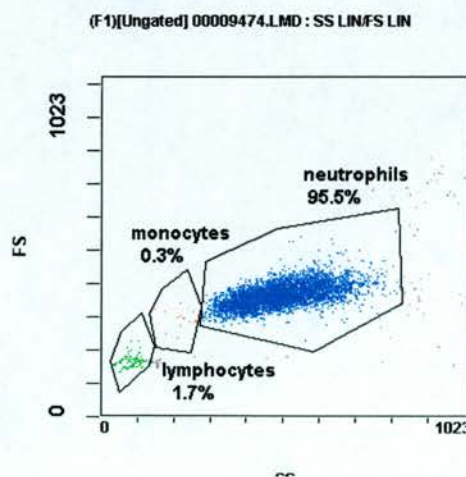 (F1)[Ungated] 00009474.LMD : SS LIN/FS LIN
1023
neutrophils
95.5%
monocytes
0.3%
FS
lymphocytes
1.7%
0
0
1023
SS